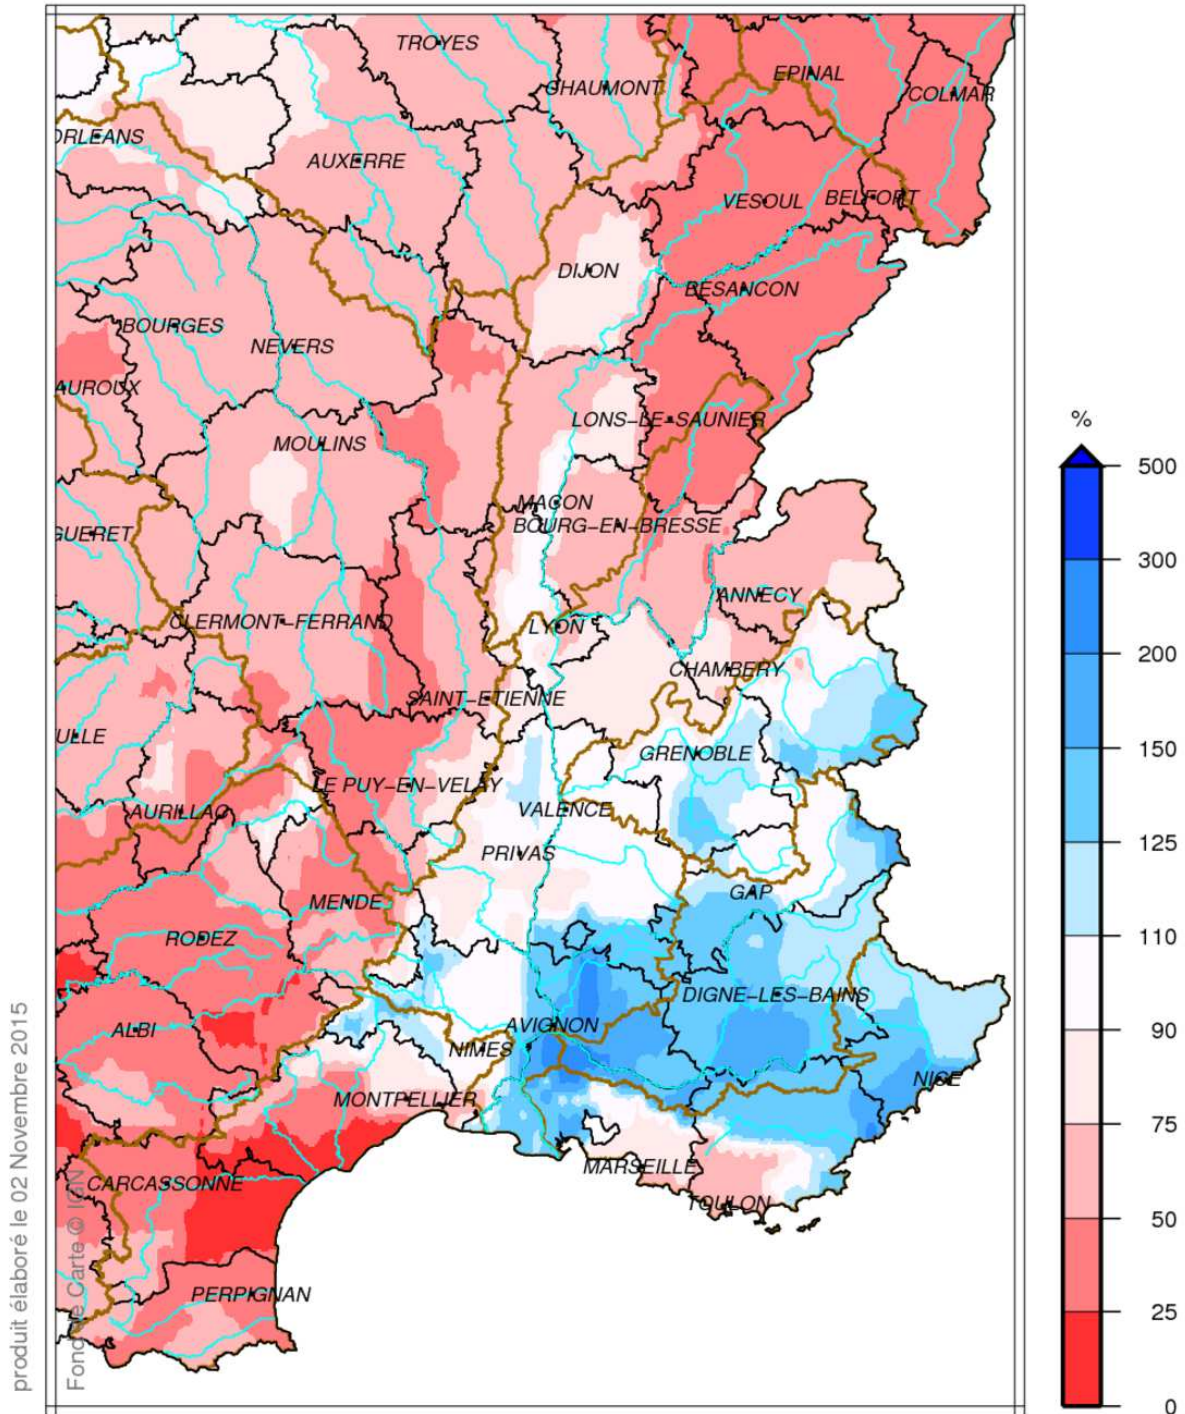 TROYES
CHAUMONT
EPINAL
COLMAR
ORLEANS
AUXERRE
VESOUL
BELFORT
DIJON
BESANCON
BOURGES
NEVERS
AUROUX
LONS-LE-SAUNIER
MOULINS
MACON
BOURG-EN-BRESSE
GUERET
ANNECY
CLERMONT-FERRAND
LYON
CHAMBERY
SAINT-ETIENNE
ULLE
GRENOBLE
LE PUY-EN-VELAY
AURILLAC
VALENCE
PRIVAS
GAP
MENDE
RODEZ
DIGNE-LES-BAINS
AVIGNON
ALBI
NIMES
NICE
MONTPELLIER
MARSEILLE
CARCASSONNE
TOULON
PERPIGNAN
%
500
300
200
150
125
110
90
75
50
25
0
produit élaboré le 02 Novembre 2015
Fond de Carte © IGN